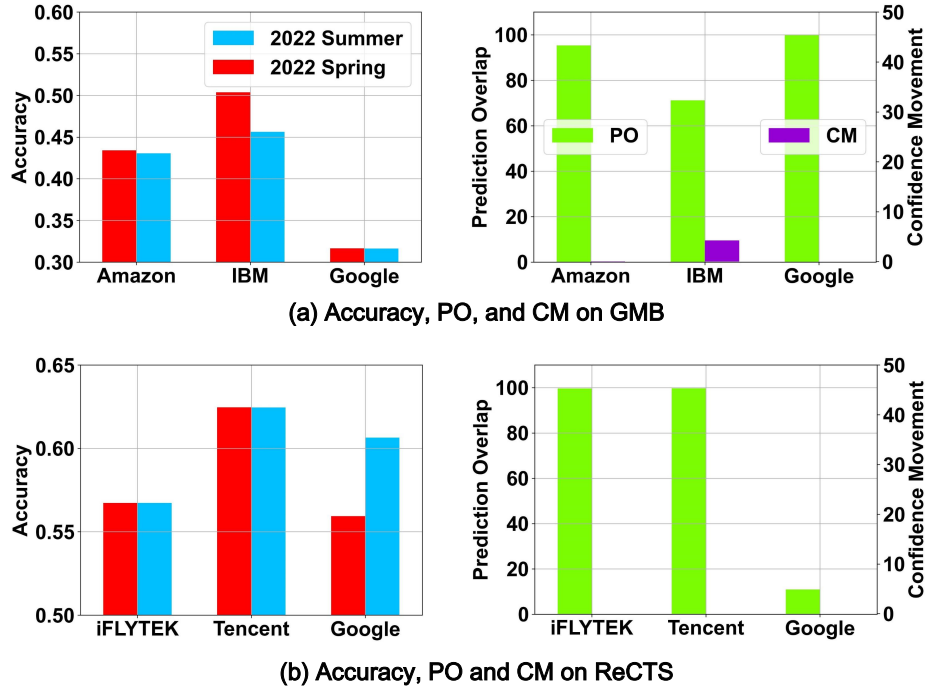 0.60
0.55
0.50
0.45
0.40
0.35
0.30
Accuracy
2022 Summer
2022 Spring
Amazon
IBM
Google
100
80
60
40
20
0
Prediction Overlap
PO
CM
50
40
30
20
10
0
Confidence Movement
Amazon
IBM
Google
(a) Accuracy, PO, and CM on GMB
0.65
0.60
0.55
0.50
Accuracy
iFLYTEK
Tencent
Google
100
80
60
40
20
0
Prediction Overlap
50
40
30
20
10
0
Confidence Movement
iFLYTEK
Tencent
Google
(b) Accuracy, PO and CM on ReCTS